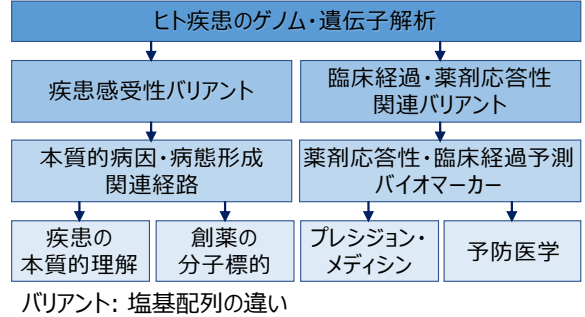 ヒト疾患のゲノム・遺伝子解析
疾患感受性バリアント
臨床経過・薬剤応答性
関連バリアント
本質的病因・病態形成
関連経路
薬剤応答性・臨床経過予測
バイオマーカー
疾患の
本質的理解
創薬の
分子標的
プレシジョン・
メディシン
予防医学
バリアント: 塩基配列の違い